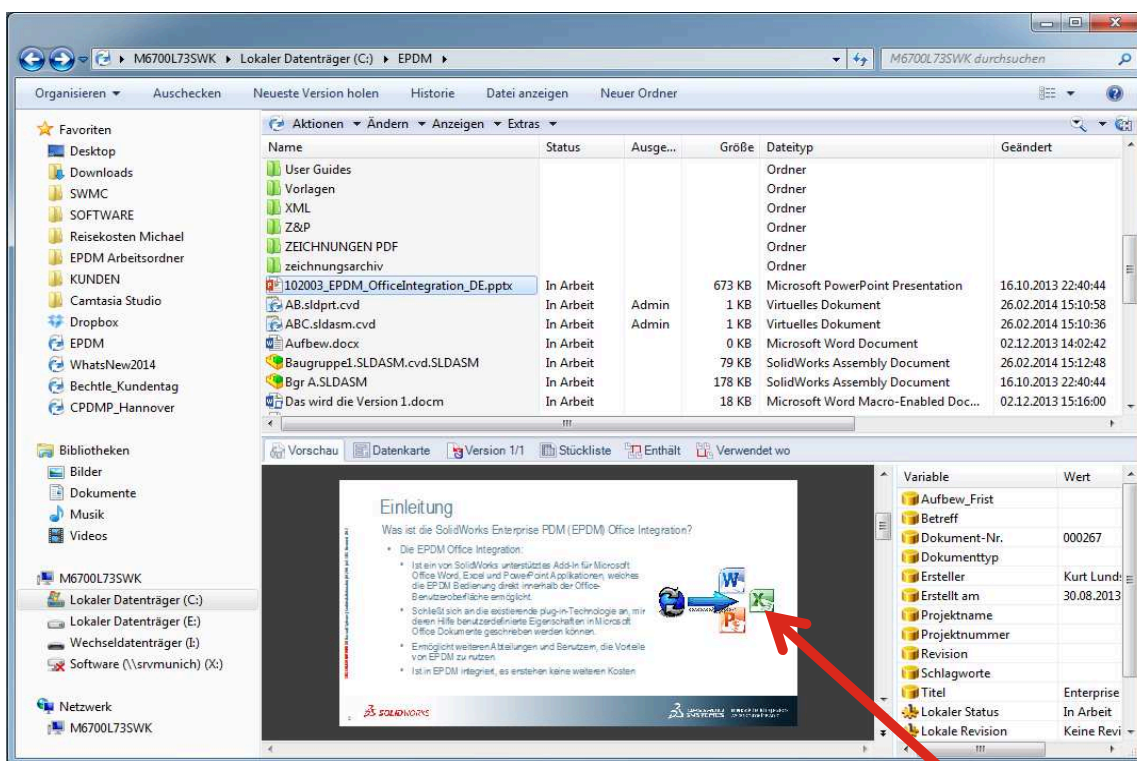 M6700L73SWK ▸ Lokaler Datenträger (C:) ▸ EPDM ▸
M6700L73SWK durchsuchen
Organisieren Auschecken Neueste Version holen Historie Datei anzeigen Neuer Ordner
Favoriten
Desktop
Downloads
SWMC
SOFTWARE
Reisekosten Michael
EPDM Arbeitsordner
KUNDEN
Camtasia Studio
Dropbox
EPDM
WhatsNew2014
Bechtle_Kundentag
CPDMP_Hannover
Bibliotheken
Bilder
Dokumente
Musik
Videos
M6700L73SWK
Lokaler Datenträger (C:)
Lokaler Datenträger (E:)
Wechseldatenträger (I:)
Software (\\srvmunich) (X:)
Netzwerk
M6700L73SWK
Aktionen Ändern Anzeigen Extras
Name Status Ausge... Größe Dateityp Geändert
User Guides Ordner
Vorlagen Ordner
XML Ordner
Z&P Ordner
ZEICHNUNGEN PDF Ordner
zeichnungsarchiv Ordner
102003_EPDM_OfficeIntegration_DE.pptx In Arbeit 673 KB Microsoft PowerPoint Presentation 16.10.2013 22:40:44
AB.sldprt.cvd In Arbeit Admin 1 KB Virtuelles Dokument 26.02.2014 15:10:58
ABC.sldasm.cvd In Arbeit Admin 1 KB Virtuelles Dokument 26.02.2014 15:10:36
Aufbew.docx In Arbeit 0 KB Microsoft Word Document 02.12.2013 14:02:42
Baugruppe1.SLDASM.cvd.SLDASM In Arbeit 79 KB SolidWorks Assembly Document 26.02.2014 15:12:48
Bgr A.SLDASM In Arbeit 178 KB SolidWorks Assembly Document 16.10.2013 22:40:44
Das wird die Version 1.docm In Arbeit 18 KB Microsoft Word Macro-Enabled Doc... 02.12.2013 15:16:00
Vorschau Datenkarte Version 1/1 Stückliste Enthält Verwendet wo
Einleitung
Was ist die SolidWorks Enterprise PDM (EPDM) Office Integration?
• Die EPDM Office Integration:
• Ist ein von SolidWorks unterstütztes Add-In für Microsoft
Office Word, Excel und PowerPoint Applikationen, welches
die EPDM Bedienung direkt innerhalb der Office-
Benutzeroberfläche ermöglicht.
• Schließt sich an die existierende plug-in-Technologie an, mir
deren Hilfe benutzerdefinierte Eigenschaften in Microsoft
Office Dokumente geschrieben werden können.
• Ermöglicht weiteren Abteilungen und Benutzern, die Vorteile
von EPDM zu nutzen.
• Ist in EPDM integriert, es enstehen keine weiteren Kosten
SOLIDWORKS
Variable Wert
Aufbew_Frist
Betreff
Dokument-Nr. 000267
Dokumenttyp
Ersteller Kurt Lund
Erstellt am 30.08.2013
Projektname
Projektnummer
Revision
Schlagworte
Titel Enterprise
Lokaler Status In Arbeit
Lokale Revision Keine Revi